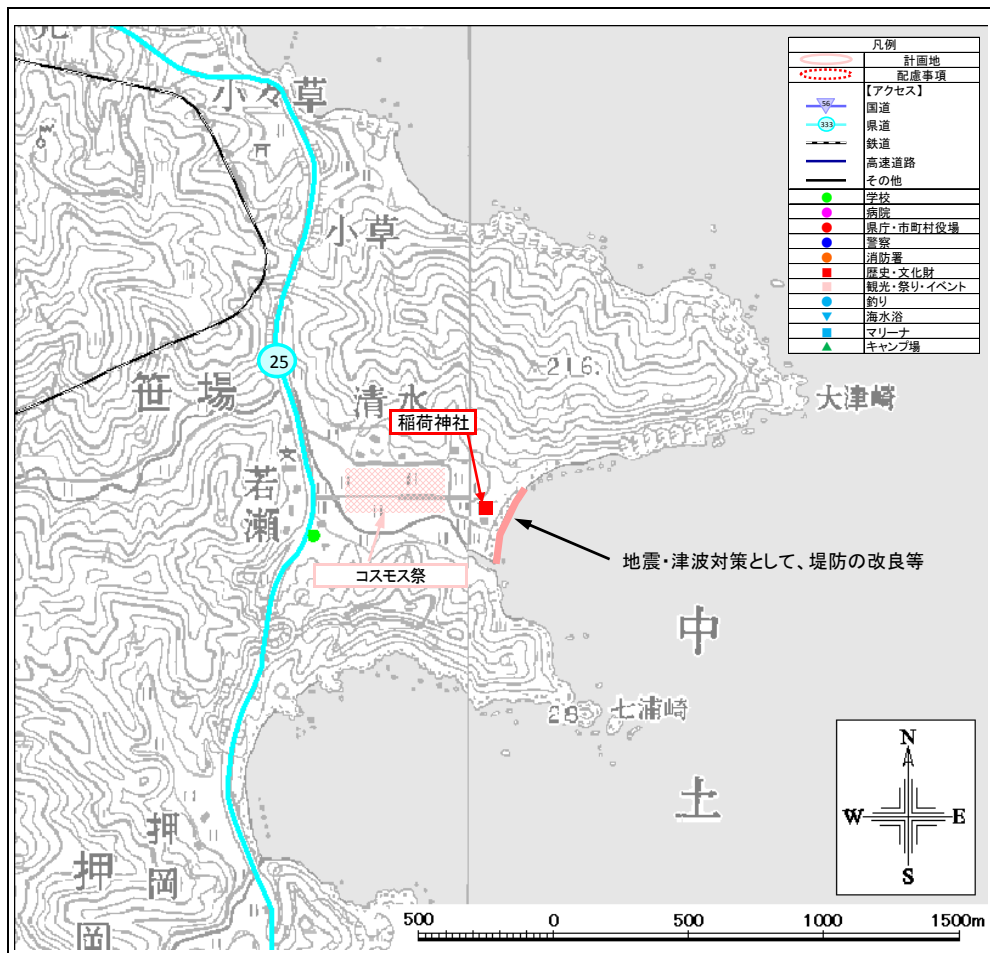 凡例
計画地
配慮事項
【アクセス】
56 国道
333 県道
鉄道
高速道路
その他
学校
病院
県庁・市町村役場
警察
消防署
歴史・文化財
観光・祭り・イベント
釣り
海水浴
マリーナ
キャンプ場
小々草
小草
25
216.
笹場
清水
大津崎
稲荷神社
若瀬
地震・津波対策として、堤防の改良等
コスモス祭
中
28
七浦崎
土
N
W E
S
押岡
押
岡
500 0 500 1000 1500m